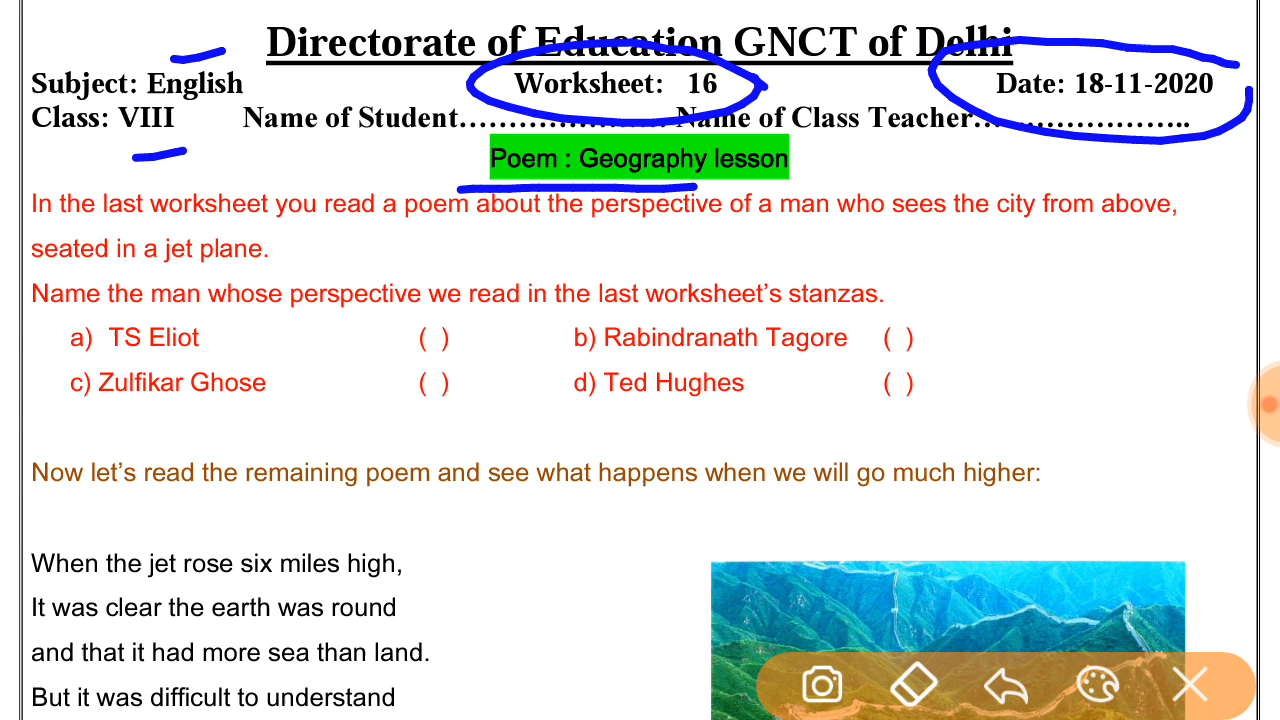 Directorate of Education GNCT of Delhi
Subject: English Worksheet: 16 Date: 18-11-2020
Class: VIII Name of Student………………… Name of Class Teacher…………………..
Poem : Geography lesson
In the last worksheet you read a poem about the perspective of a man who sees the city from above,
seated in a jet plane.
Name the man whose perspective we read in the last worksheet’s stanzas.
a) TS Eliot ( ) b) Rabindranath Tagore ( )
c) Zulfikar Ghose ( ) d) Ted Hughes ( )
Now let’s read the remaining poem and see what happens when we will go much higher:
When the jet rose six miles high,
It was clear the earth was round
and that it had more sea than land.
But it was difficult to understand